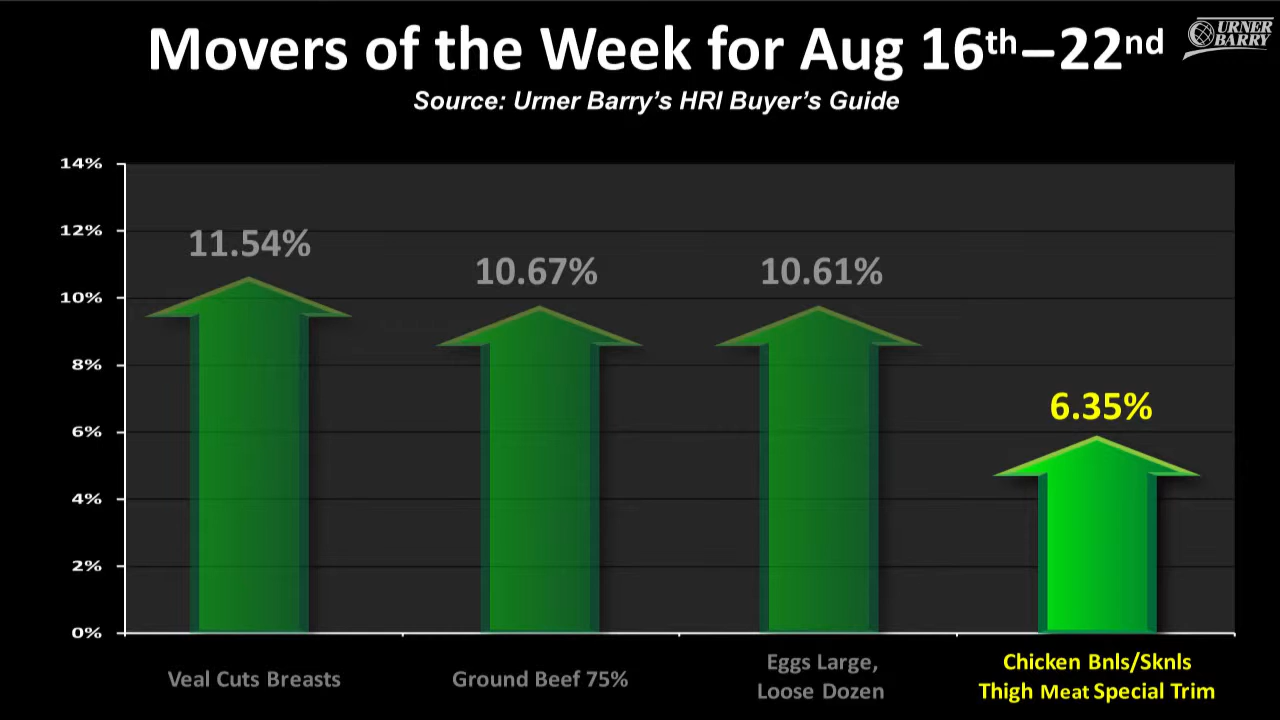 Movers of the Week for Aug 16th–22nd
URNER
BARRY
Source: Urner Barry's HRI Buyer's Guide
14%
12%
10%
8%
6%
4%
2%
0%
11.54%
10.67%
10.61%
6.35%
Veal Cuts Breasts
Ground Beef 75%
Eggs Large,
Loose Dozen
Chicken Bnls/Sknls
Thigh Meat Special Trim